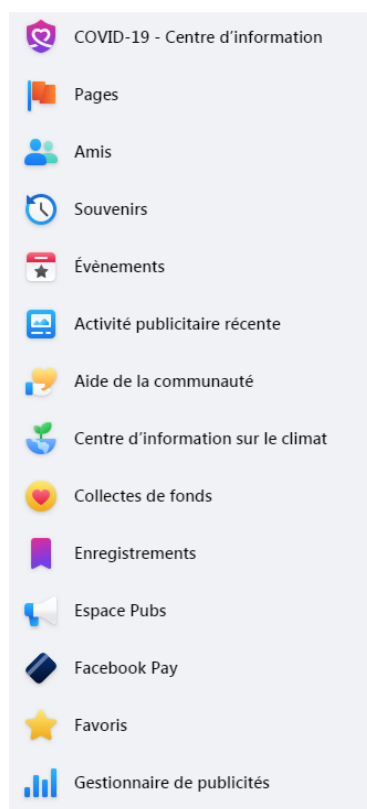 COVID-19 - Centre d'information
Pages
Amis
Souvenirs
Évènements
Activité publicitaire récente
Aide de la communauté
Centre d'information sur le climat
Collectes de fonds
Enregistrements
Espace Pubs
Facebook Pay
Favoris
Gestionnaire de publicités